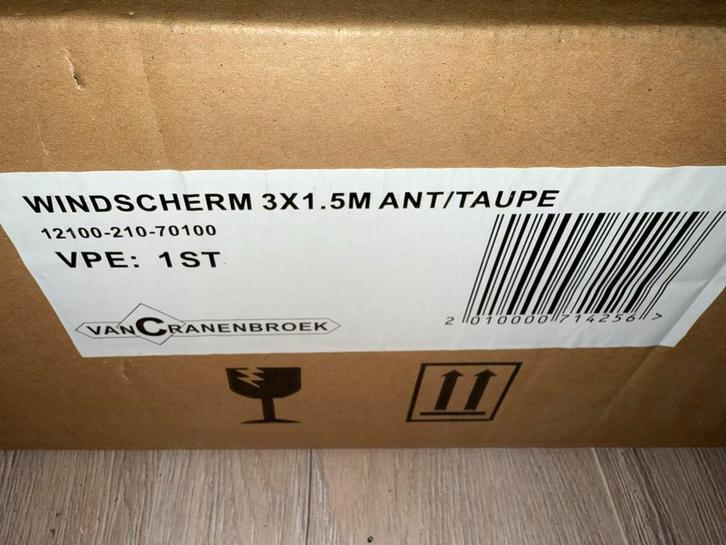 WINDSCHERM 3X1.5M ANT/TAUPE
12100-210-70100
VPE: 1ST
VANCRANENBROEK
2 010000 714256 >